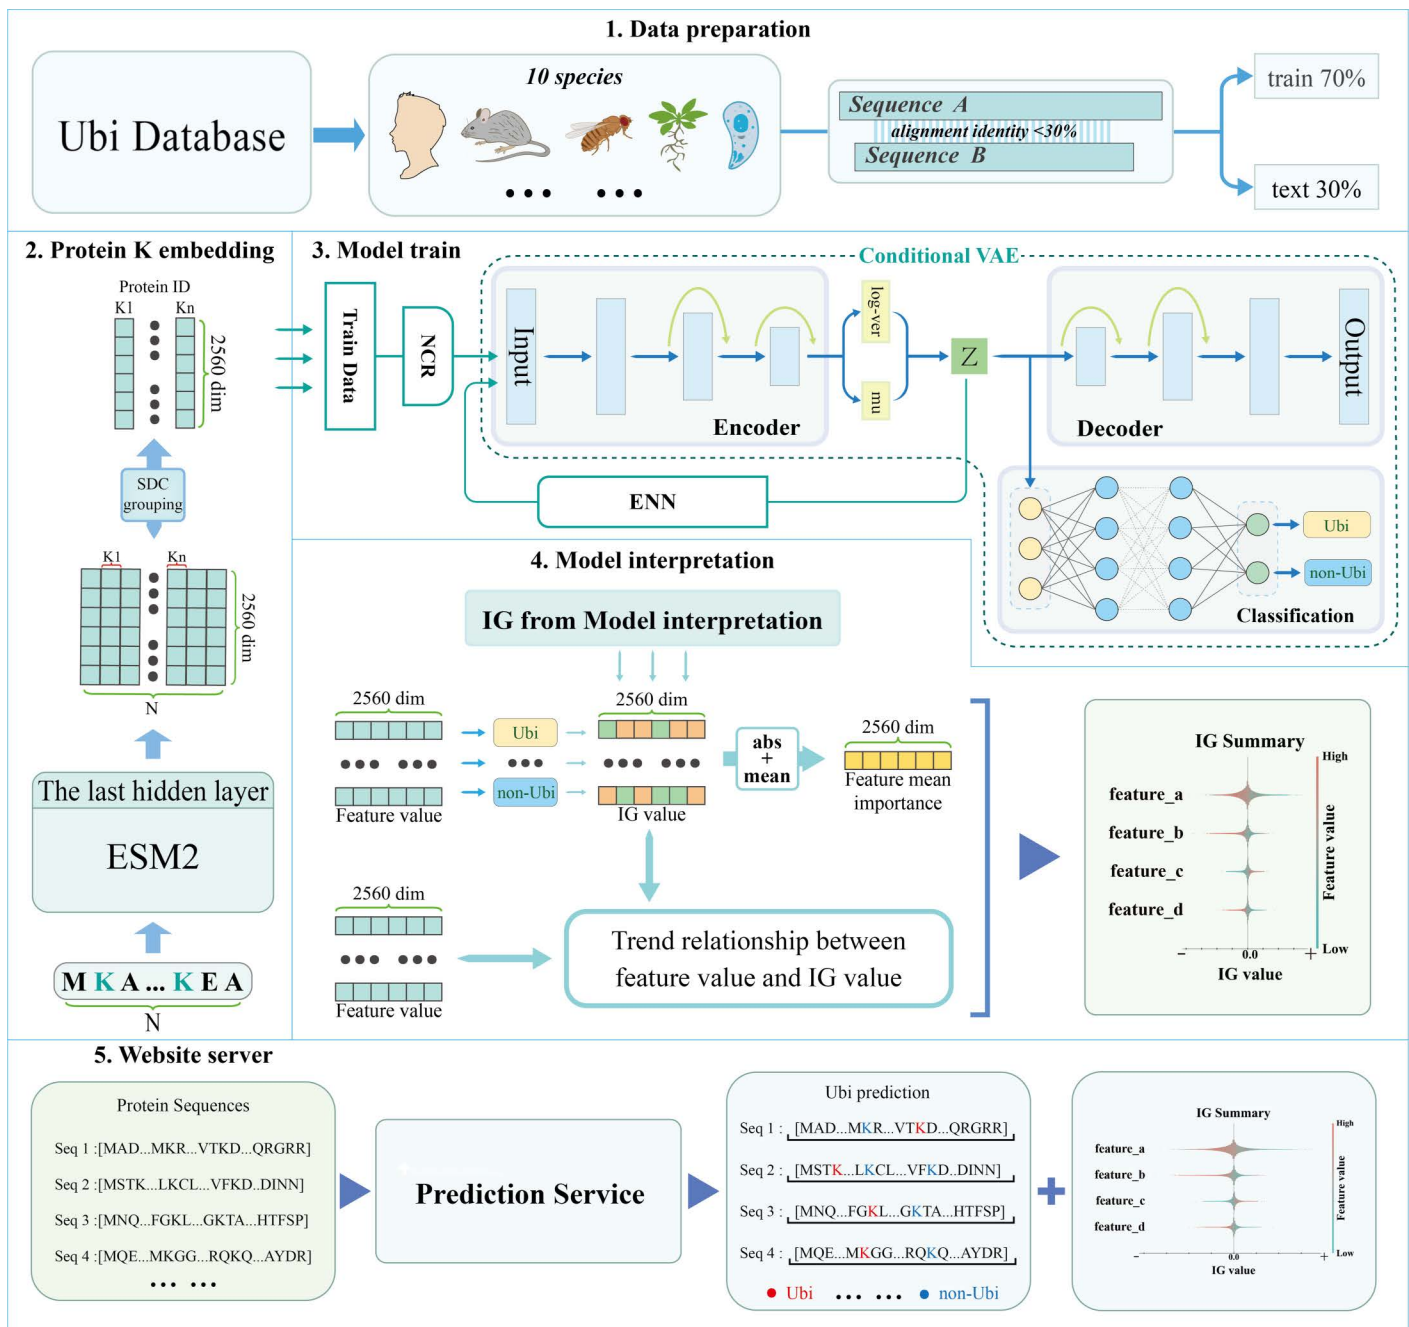 1. Data preparation
Ubi Database
10 species
Sequence A
alignment identity <30%
Sequence B
train 70%
text 30%
2. Protein K embedding
Protein ID
K1
Kn
2560 dim
SDC
grouping
K1
Kn
2560 dim
N
The last hidden layer
ESM2
M K A ... K E A
N
3. Model train
Conditional VAE
Train Data
NCR
Input
Encoder
log-ver
mu
Z
Decoder
Output
ENN
Ubi
non-Ubi
Classification
4. Model interpretation
IG from Model interpretation
2560 dim
2560 dim
Ubi
non-Ubi
Feature value
IG value
abs
+
mean
2560 dim
Feature mean
importance
2560 dim
Feature value
Trend relationship between
feature value and IG value
IG Summary
High
feature_a
feature_b
feature_c
feature_d
Feature value
Low
- 0.0 +
IG value
5. Website server
Protein Sequences
Seq 1 :[MAD...MKR...VTKD...QRGRR]
Seq 2 :[MSTK...LKCL...VFKD..DINN]
Seq 3 :[MNQ...FGKL...GKTA...HTFSP]
Seq 4 :[MQE...MKGG...RQKQ...AYDR]
... ...
Prediction Service
Ubi prediction
Seq 1 : [MAD...MKR...VTKD...QRGRR]
Seq 2 : [MSTK...LKCL...VFKD..DINN]
Seq 3 : [MNQ...FGKL...GKTA...HTFSP]
Seq 4 : [MQE...MKGG...RQKQ...AYDR]
Ubi ... ... non-Ubi
+
IG Summary
High
feature_a
feature_b
feature_c
feature_d
Feature value
Low
- 0.0 +
IG value